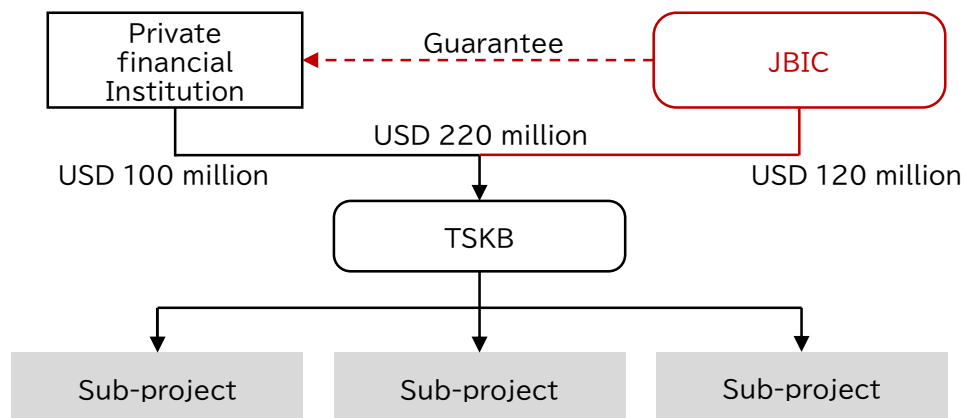 Private
financial
Institution
Guarantee
JBIC
USD 220 million
USD 100 million
USD 120 million
TSKB
Sub-project
Sub-project
Sub-project